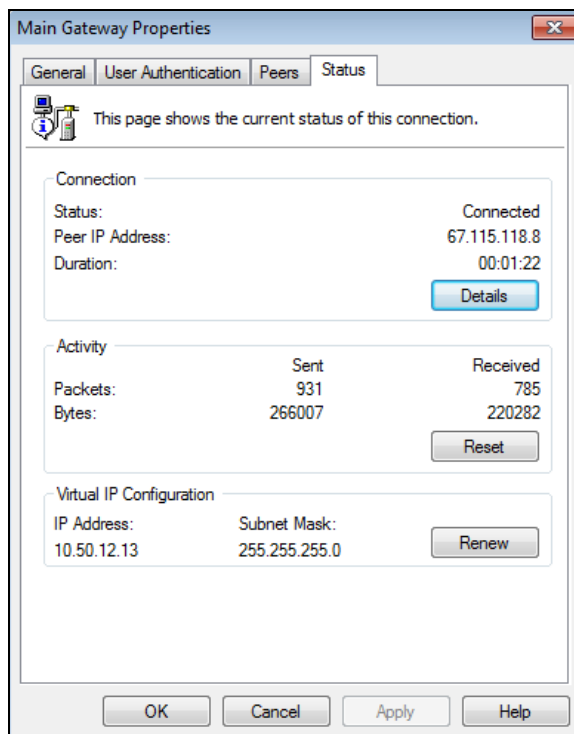 Main Gateway Properties
General User Authentication Peers Status
This page shows the current status of this connection.
Connection
Status: Connected
Peer IP Address: 67.115.118.8
Duration: 00:01:22
Details
Activity
Sent Received
Packets: 931 785
Bytes: 266007 220282
Reset
Virtual IP Configuration
IP Address: Subnet Mask:
10.50.12.13 255.255.255.0 Renew
OK Cancel Apply Help